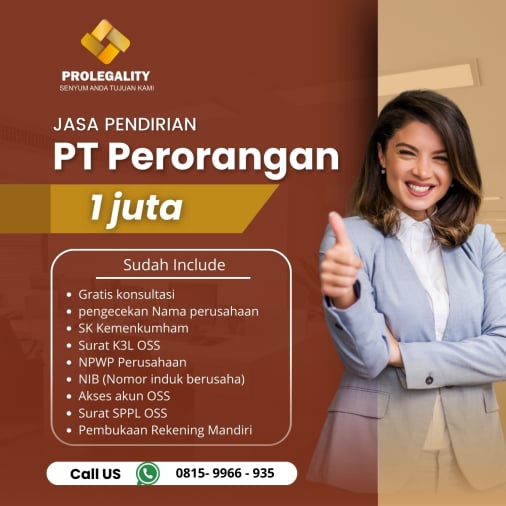 PROLEGALITY
SENYUM ANDA TUJUAN KAMI
JASA PENDIRIAN
PT Perorangan
1 juta
Sudah Include
Gratis konsultasi
pengecekan Nama perusahaan
SK Kemenkumham
Surat K3L OSS
NPWP Perusahaan
NIB (Nomor induk berusaha)
Akses akun OSS
Surat SPPL OSS
Pembukaan Rekening Mandiri
Call US 0815- 9966 - 935